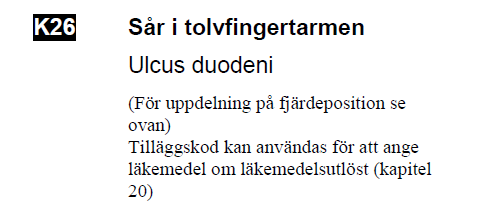 K26 Sår i tolvfingertarmen
Ulcus duodeni
(För uppdelning på fjärdeposition se
ovan)
Tilläggskod kan användas för att ange
läkemedel om läkemedelsutlöst (kapitel
20)